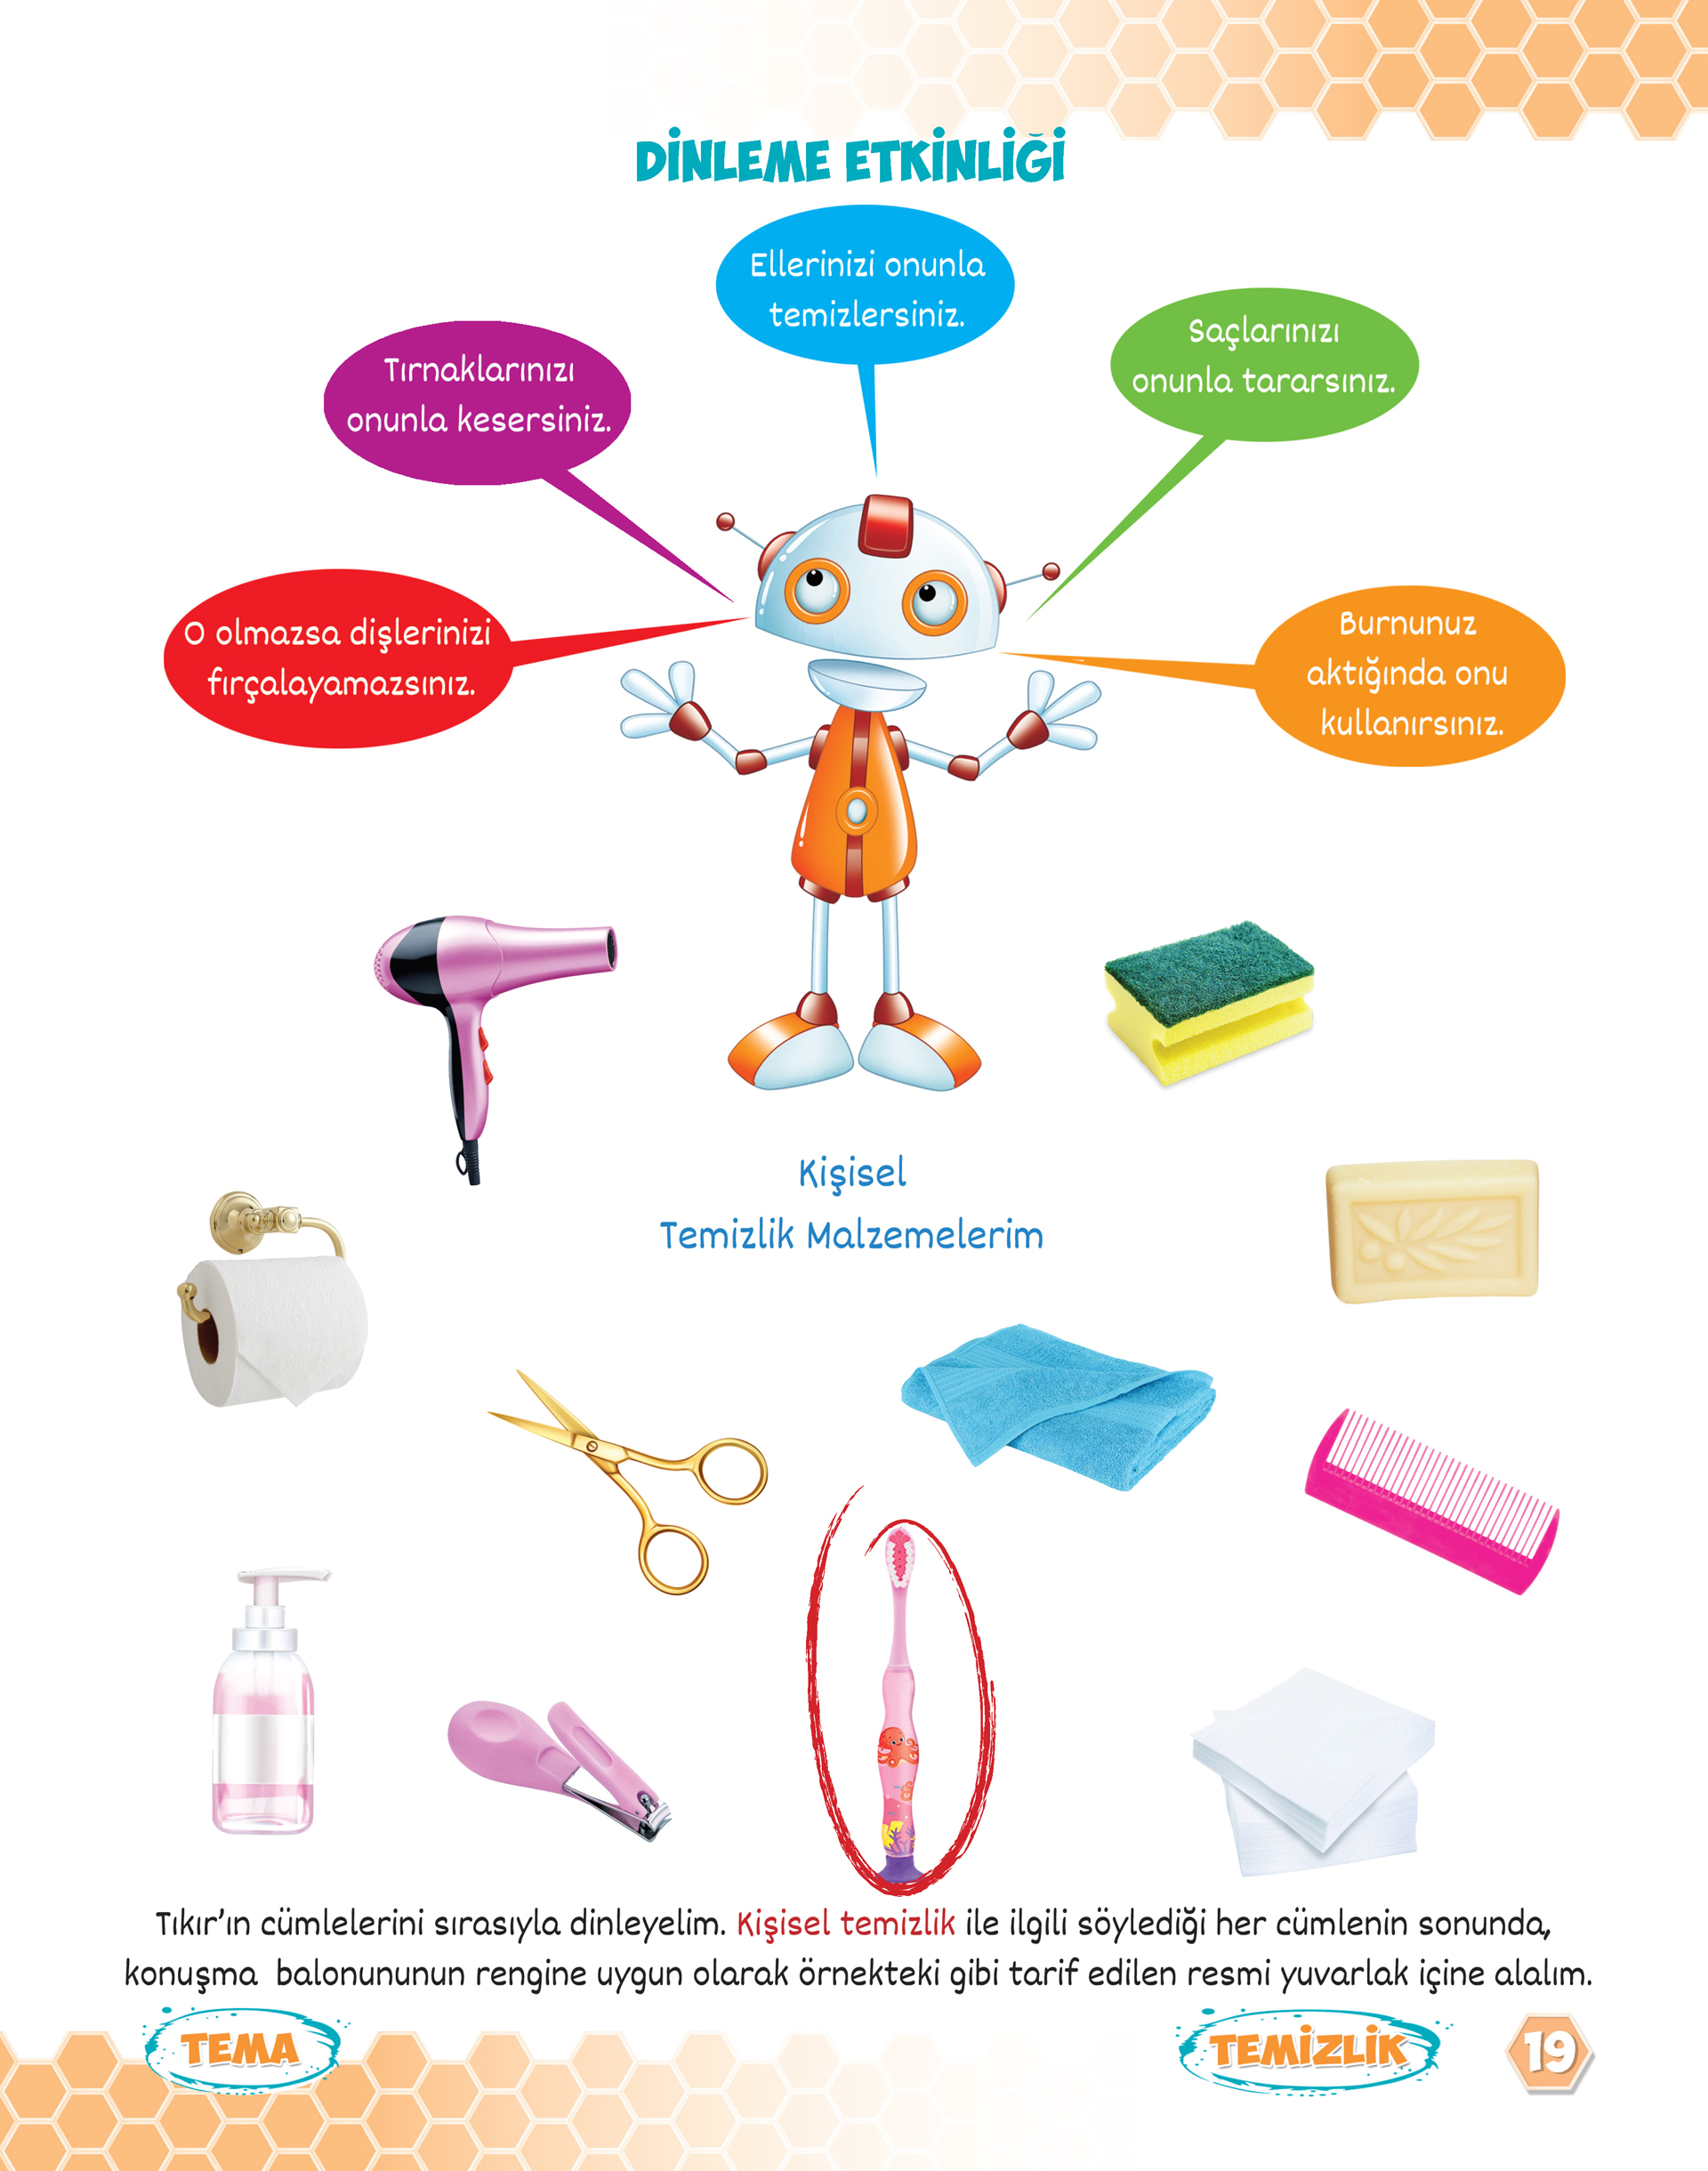 DİNLEME ETKİNLİĞİ
Ellerinizi onunla
temizlersiniz.
Saçlarınızı
onunla tararsınız.
Tırnaklarınızı
onunla kesersiniz.
O olmazsa dişlerinizi
fırçalayamazsınız.
Burnunuz
aktığında onu
kullanırsınız.
Kişisel
Temizlik Malzemelerim
Tıkır’ın cümlelerini sırasıyla dinleyelim. Kişisel temizlik ile ilgili söylediği her cümlenin sonunda,
konuşma balonununun rengine uygun olarak örnekteki gibi tarif edilen resmi yuvarlak içine alalım.
TEMA
TEMİZLİK
19